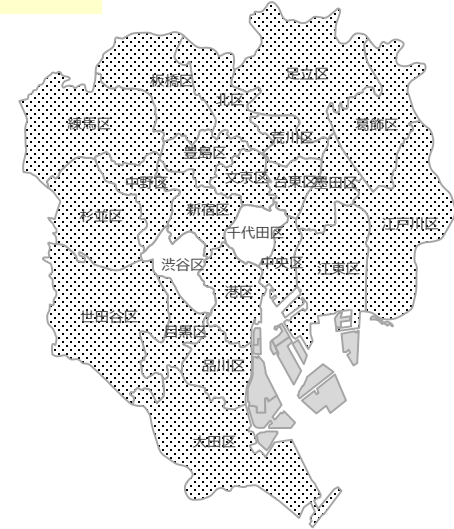 足立区
板橋区
北区
練馬区
葛飾区
荒川区
豊島区
文京区
台東区
墨田区
中野区
杉並区
新宿区
江戸川区
千代田区
渋谷区
中央区
江東区
港区
世田谷区
目黒区
品川区
大田区